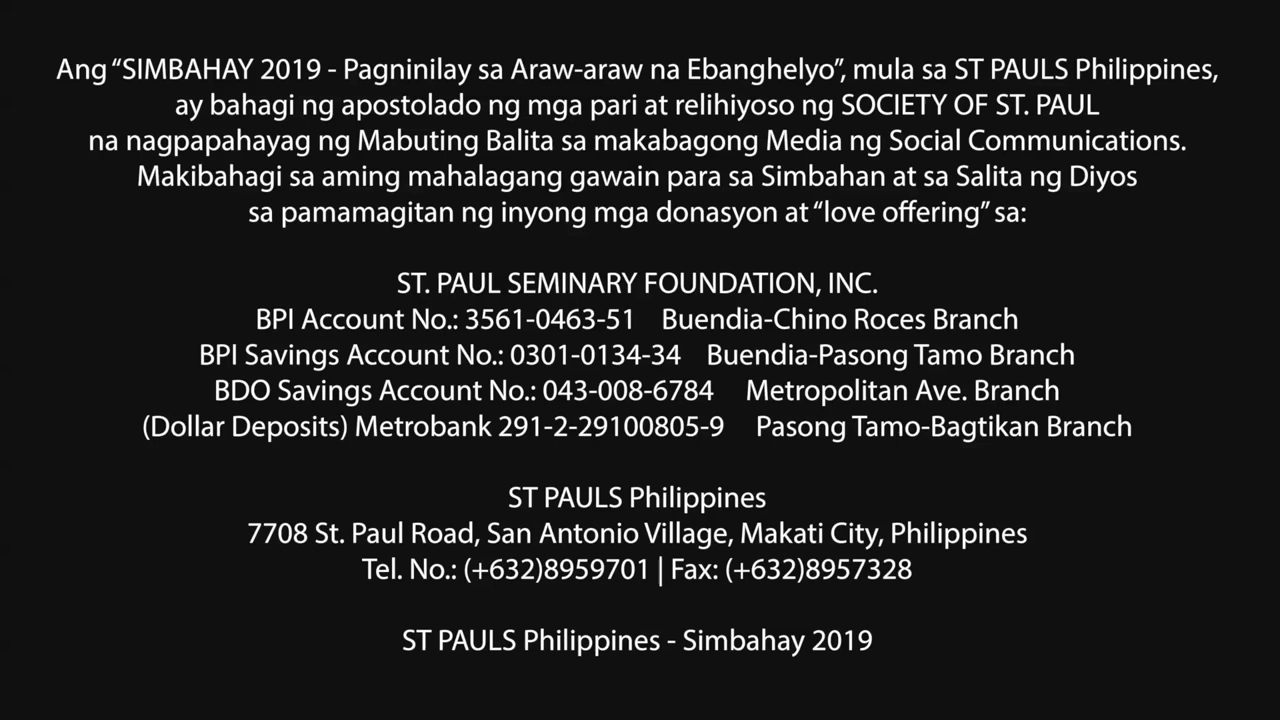 Ang “SIMBAHAY 2019 - Pagninilay sa Araw-araw na Ebanghelyo”, mula sa ST PAULS Philippines,
ay bahagi ng apostolado ng mga pari at relihiyoso ng SOCIETY OF ST. PAUL
na nagpapahayag ng Mabuting Balita sa makabagong Media ng Social Communications.
Makibahagi sa aming mahalagang gawain para sa Simbahan at sa Salita ng Diyos
sa pamamagitan ng inyong mga donasyon at “love offering” sa:
ST. PAUL SEMINARY FOUNDATION, INC.
BPI Account No.: 3561-0463-51 Buendia-Chino Roces Branch
BPI Savings Account No.: 0301-0134-34 Buendia-Pasong Tamo Branch
BDO Savings Account No.: 043-008-6784 Metropolitan Ave. Branch
(Dollar Deposits) Metrobank 291-2-29100805-9 Pasong Tamo-Bagtikan Branch
ST PAULS Philippines
7708 St. Paul Road, San Antonio Village, Makati City, Philippines
Tel. No.: (+632)8959701 | Fax: (+632)8957328
ST PAULS Philippines - Simbahay 2019